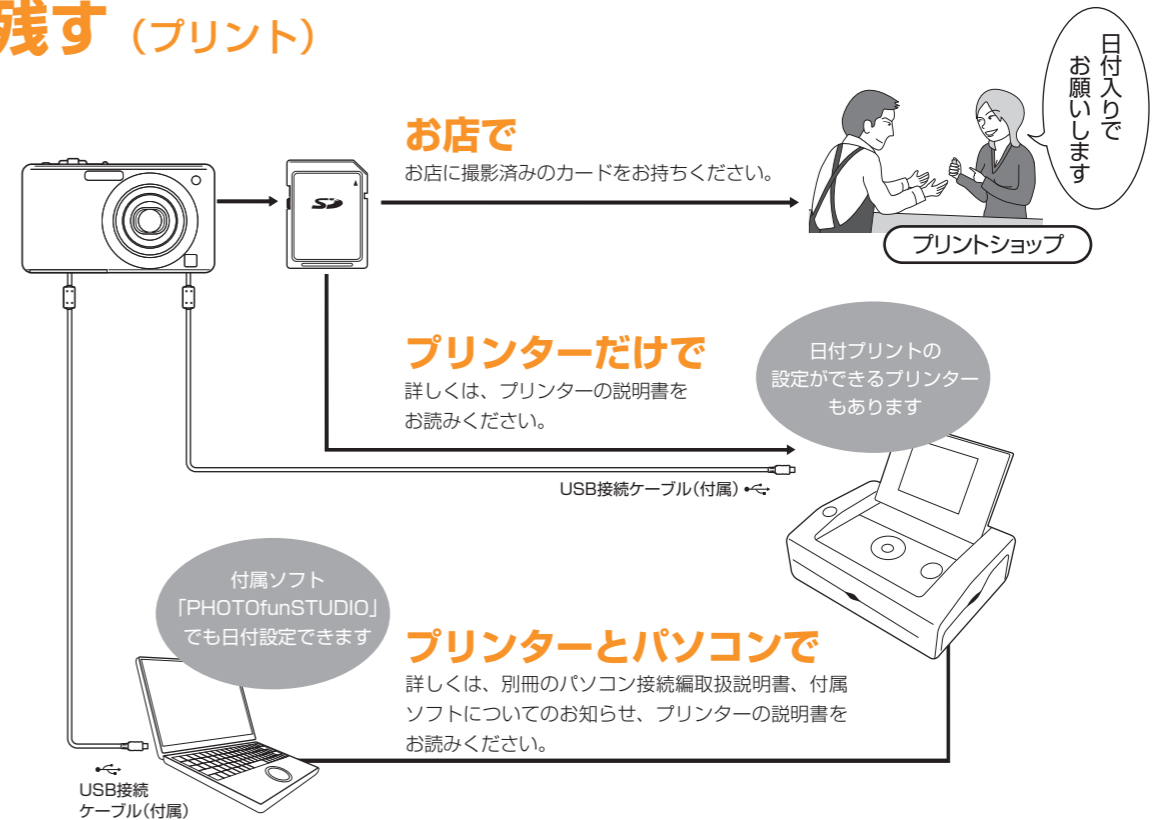 残す（プリント）
日付入りで
お願いします
お店で
お店に撮影済みのカードをお持ちください。
SD
プリントショップ
プリンターだけで
詳しくは、プリンターの説明書を
お読みください。
日付プリントの
設定ができるプリンター
もあります
USB接続ケーブル（付属）
付属ソフト
「PHOTOfunSTUDIO」
でも日付設定できます
プリンターとパソコンで
詳しくは、別冊のパソコン接続編取扱説明書、付属
ソフトについてのお知らせ、プリンターの説明書を
お読みください。
USB接続
ケーブル（付属）